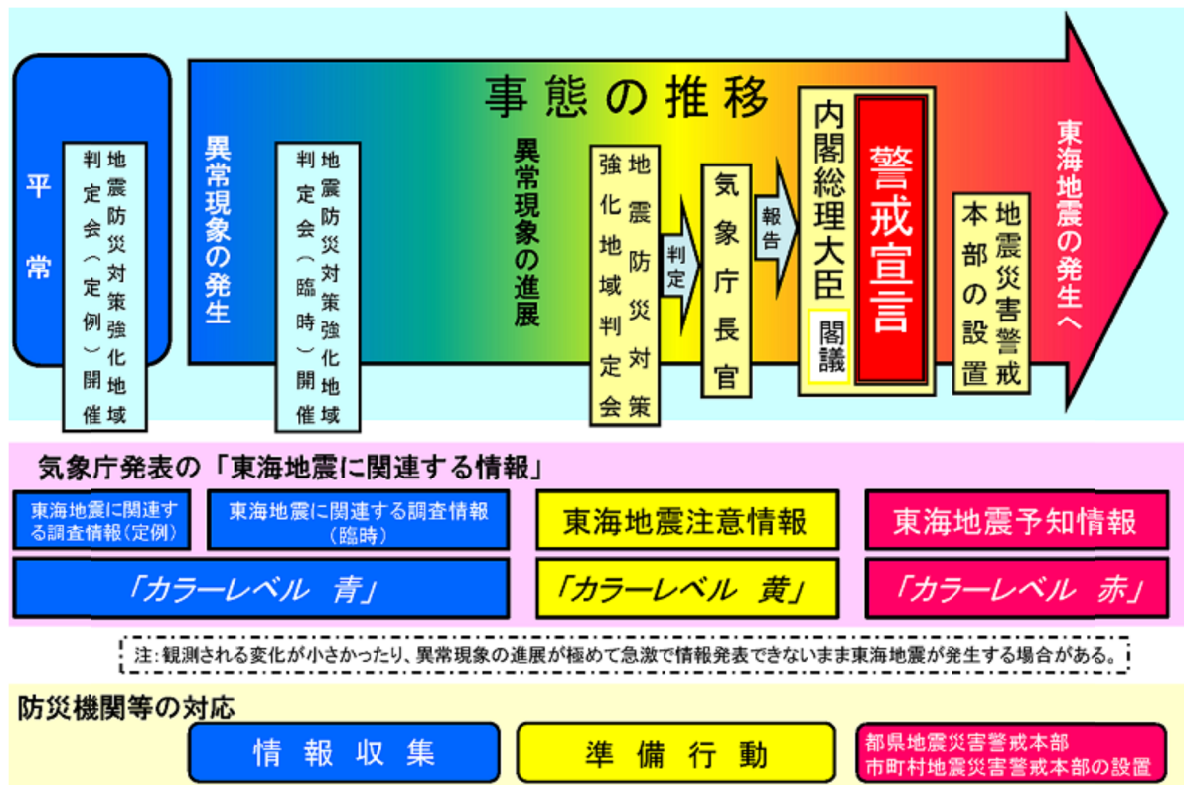 事態の推移
平常
地震防災対策強化地域
判定会(定例)開催
異常現象の発生
地震防災対策強化地域
判定会(臨時)開催
異常現象の進展
地震防災対策
強化地域判定会
判定
気象庁長官
報告
内閣総理大臣
閣議
警戒宣言
地震災害警戒
本部の設置
東海地震の発生へ
気象庁発表の「東海地震に関連する情報」
東海地震に関連す
る調査情報(定例)
東海地震に関連する調査情報
(臨時)
東海地震注意情報
東海地震予知情報
「カラーレベル 青」
「カラーレベル 黄」
「カラーレベル 赤」
注:観測される変化が小さかったり、異常現象の進展が極めて急激で情報発表できないまま東海地震が発生する場合がある。
防災機関等の対応
情報収集
準備行動
都県地震災害警戒本部
市町村地震災害警戒本部の設置